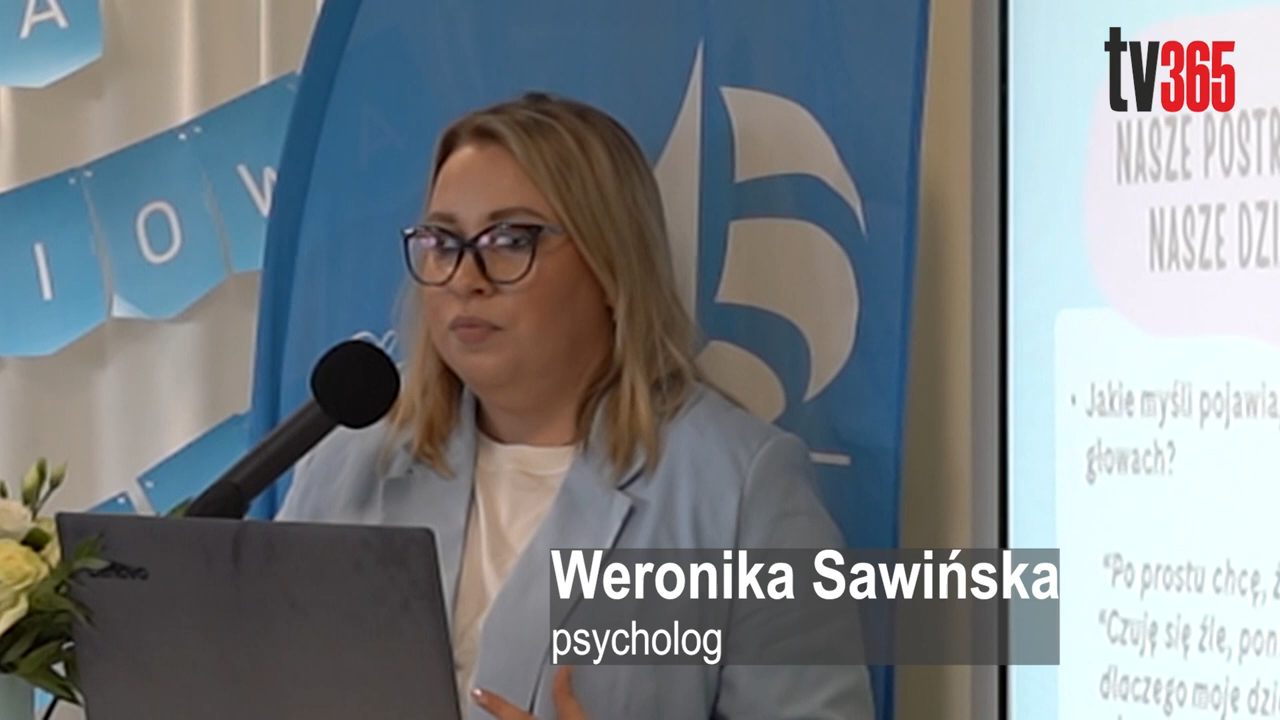 A
I O W
tv365
NASZE POSTR
NASZE DZI
• Jakie myśli pojawia
głowach?
"Po prostu chcę, ż
"Czuję się źle, pon
dlaczego moje dzi
Lenovo
Weronika Sawińska
psycholog